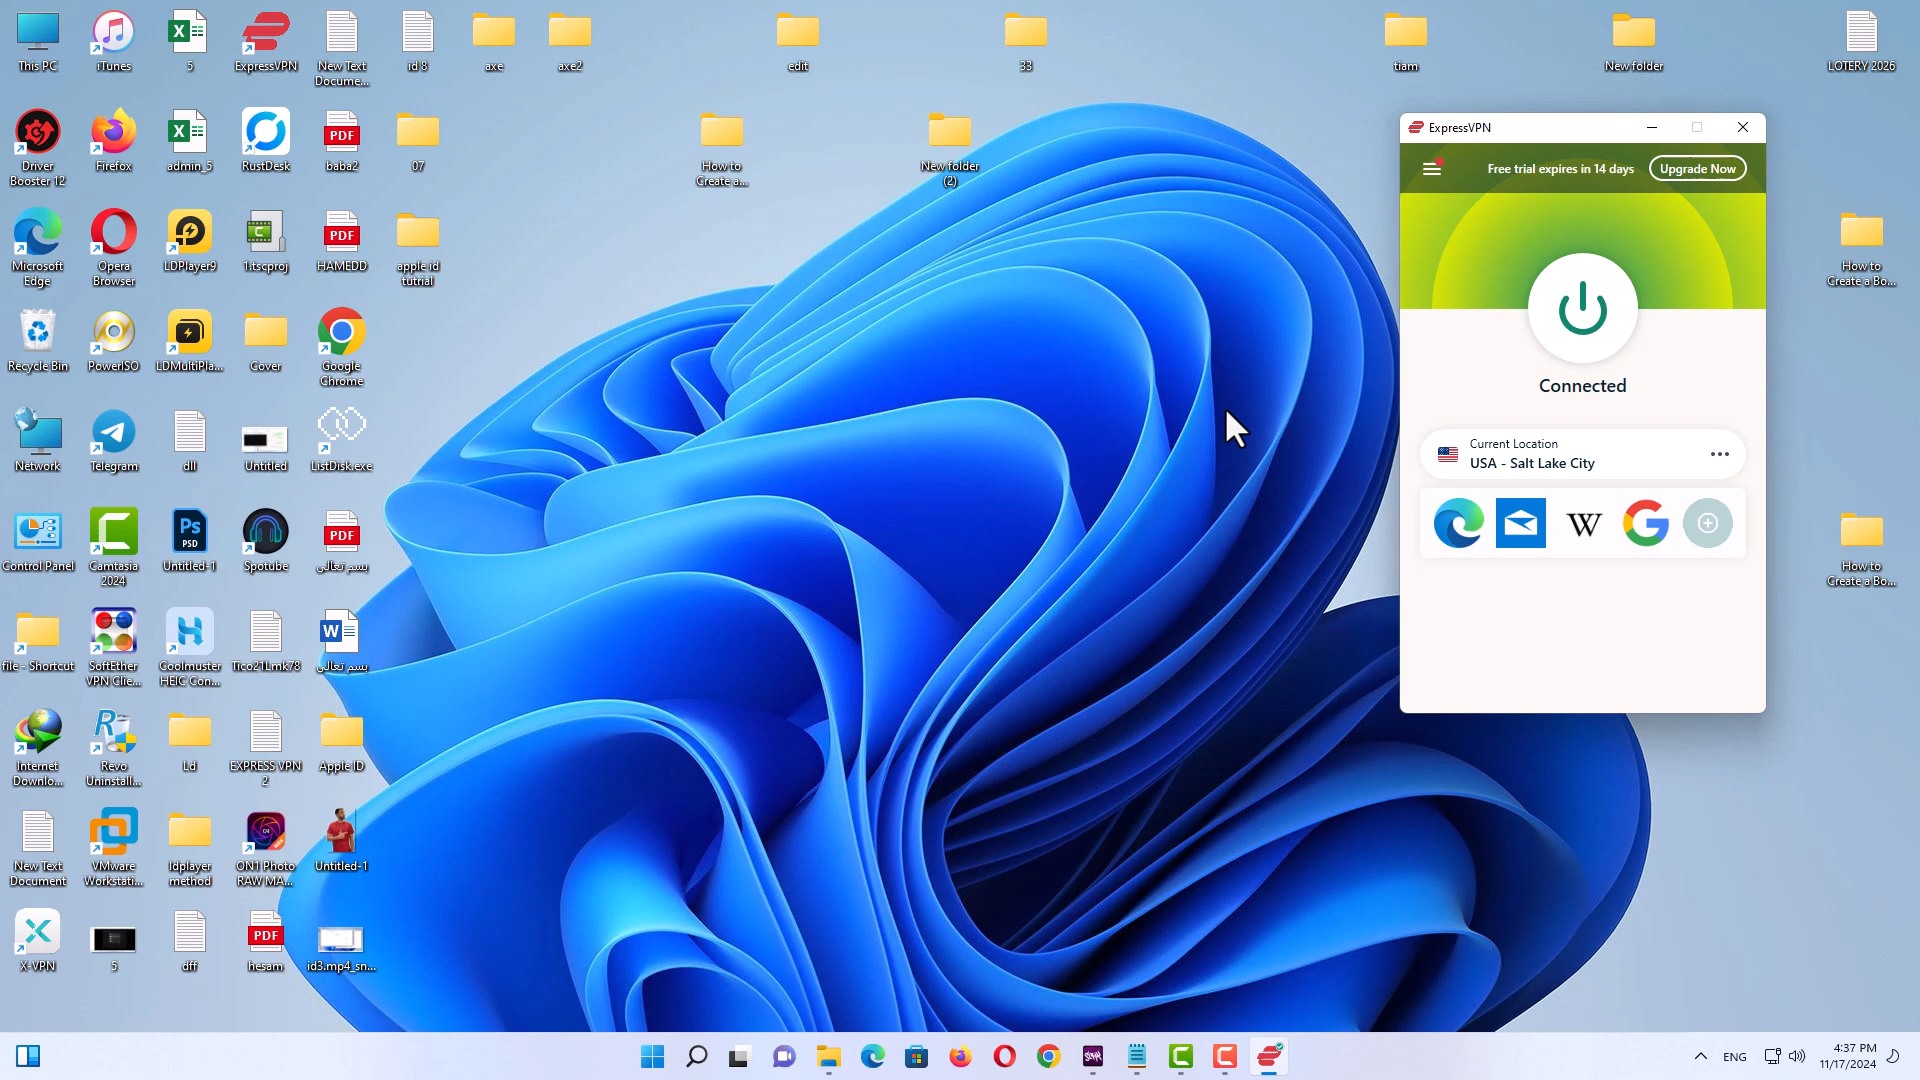 This PC
iTunes
5
ExpressVPN
New Text
Docume...
id 8
axe
axe2
edit
33
tiam
New folder
LOTERY 2026
Driver
Booster 12
Firefox
admin_5
RustDesk
PDF
baba2
07
How to
Create a...
New folder
(2)
Microsoft
Edge
Opera
Browser
LDPlayer9
1.tscproj
PDF
HAMEDD
apple id
tutrial
How to
Create a Bo...
Recycle Bin
PowerISO
LDMultiPla...
Cover
Google
Chrome
Network
Telegram
dll
Untitled
ListDisk.exe
Control Panel
Camtasia
2024
Ps
PSD
Untitled-1
Spotube
PDF
بسم تعالی
How to
Create a Bo...
file - Shortcut
SoftEther
VPN Clie...
Coolmuster
HEIC Con...
Tico21Lmk78
W
بسم تعالی
Internet
Downlo...
Revo
Uninstall...
Ld
EXPRESS VPN
2
Apple ID
New Text
Document
VMware
Workstati...
ldplayer
method
ON1 Photo
RAW MA...
Untitled-1
X-VPN
5
dff
PDF
hesam
id3.mp4_sn...
ExpressVPN
Free trial expires in 14 days
Upgrade Now
Connected
Current Location
USA - Salt Lake City
W
ENG
4:37 PM
11/17/2024